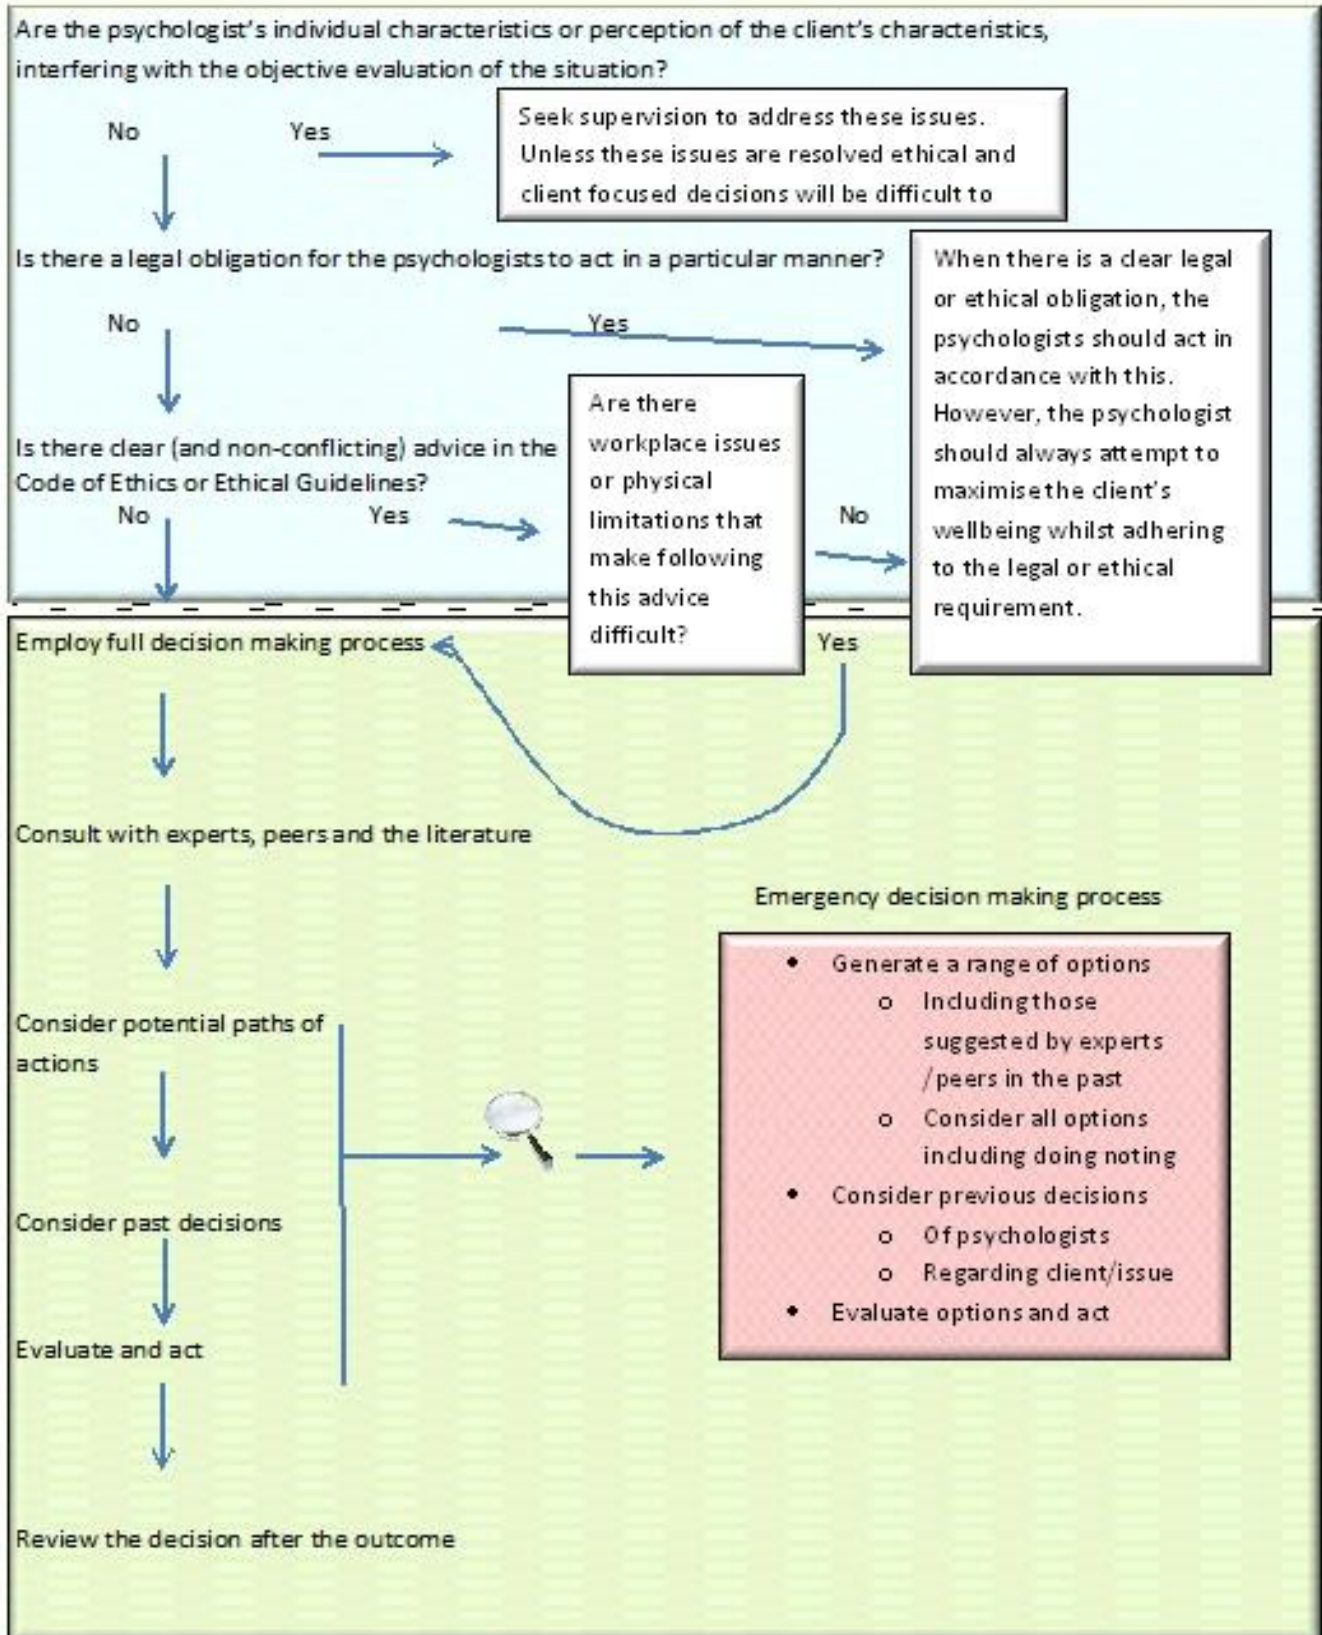 Are the psychologist's individual characteristics or perception of the client's characteristics,
interfering with the objective evaluation of the situation?
No
Yes
Seek supervision to address these issues.
Unless these issues are resolved ethical and
client focused decisions will be difficult to
Is there a legal obligation for the psychologists to act in a particular manner?
No
Yes
When there is a clear legal
or ethical obligation, the
psychologists should act in
accordance with this.
However, the psychologist
should always attempt to
maximise the client's
wellbeing whilst adhering
to the legal or ethical
requirement.
Is there clear (and non-conflicting) advice in the
Code of Ethics or Ethical Guidelines?
No
Yes
Are there
workplace issues
or physical
limitations that
make following
this advice
difficult?
No
Yes
Employ full decision making process
Consult with experts, peers and the literature
Consider potential paths of
actions
Consider past decisions
Evaluate and act
Review the decision after the outcome
Emergency decision making process
• Generate a range of options
o Including those
suggested by experts
/peers in the past
o Consider all options
including doing noting
• Consider previous decisions
o Of psychologists
o Regarding client/issue
• Evaluate options and act